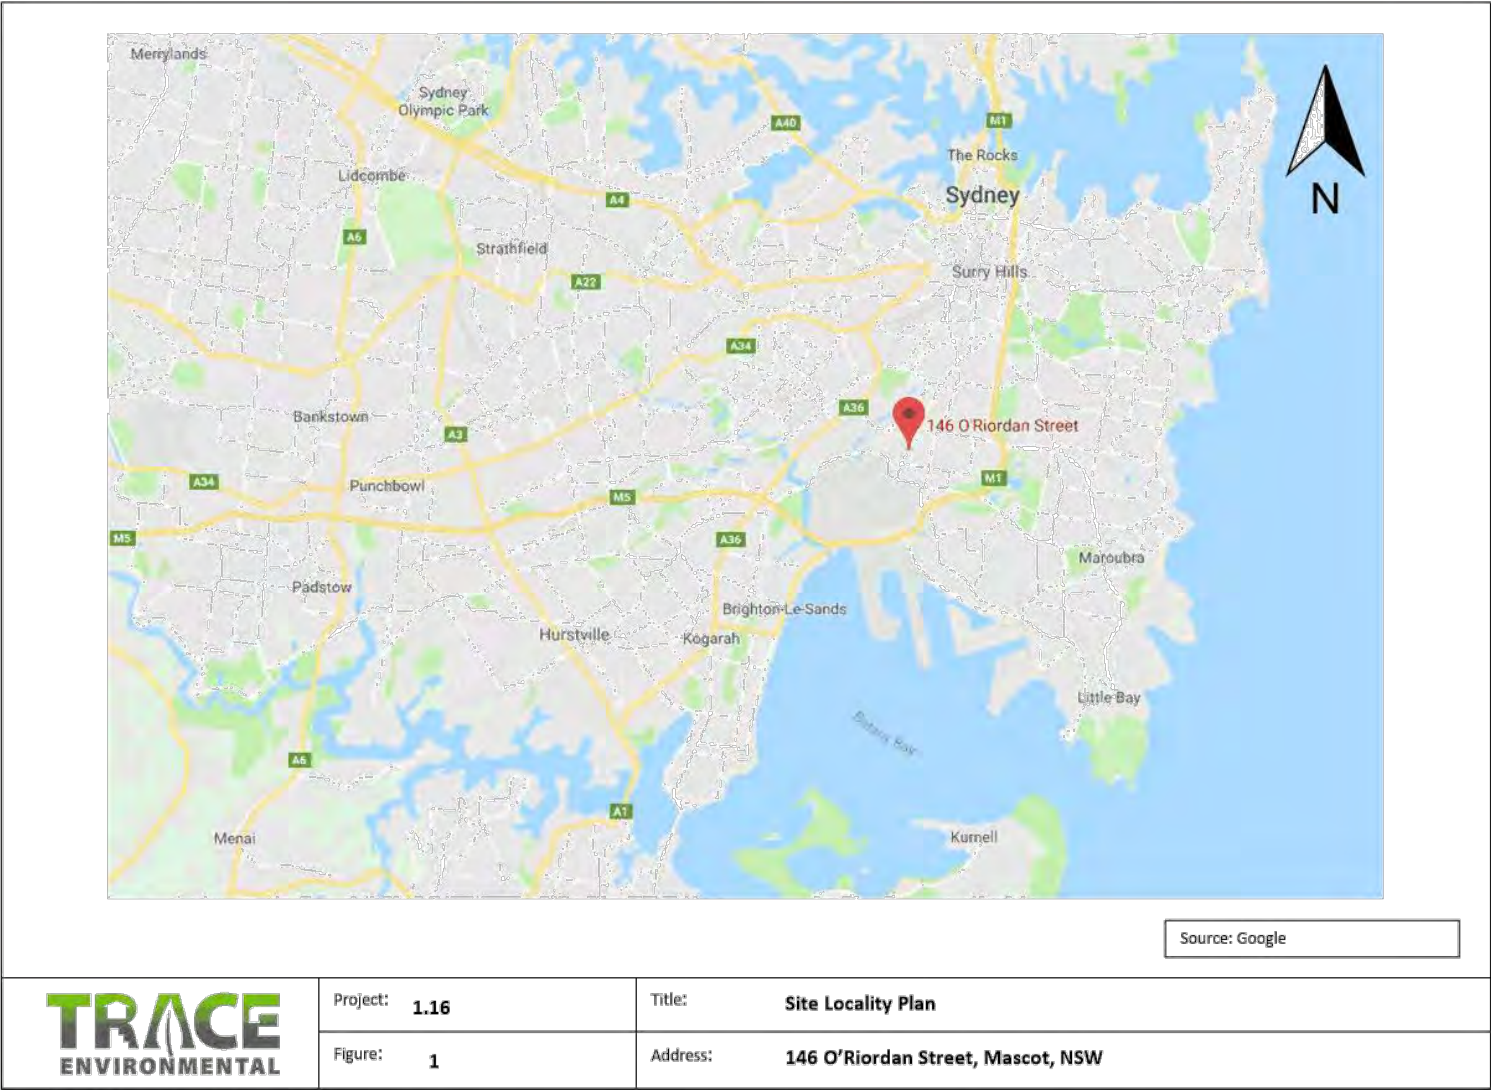 Merrylands
Sydney
Olympic Park
A40
M1
The Rocks
Lidcombe
Sydney
A4
N
A6
Strathfield
Surry Hills
A22
A34
A36
Bankstown
146 O Riordan Street
A3
A34
Punchbowl
M1
M5
M5
A36
Maroubra
Padstow
Brighton-Le-Sands
Hurstville
Kogarah
Little Bay
Botany Bay
A6
A1
Menai
Kurnell
Source: Google
TRACE
ENVIRONMENTAL
Project: 1.16
Title: Site Locality Plan
Figure: 1
Address: 146 O’Riordan Street, Mascot, NSW